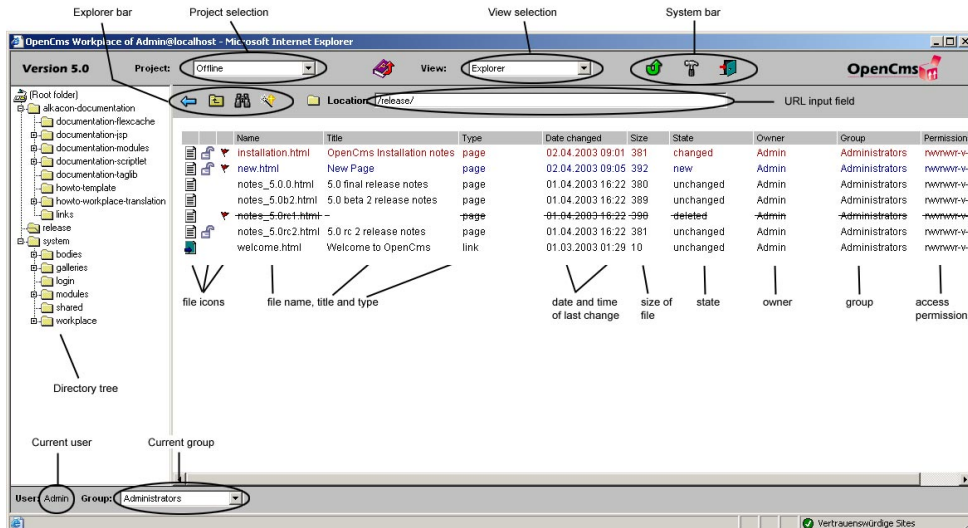 Explorer bar
Project selection
View selection
System bar
OpenCms Workplace of Admin@localhost - Microsoft Internet Explorer
Version 5.0 Project: Offline View: Explorer OpenCms
(Root folder)
alkacon-documentation
documentation-flexcache
documentation-jsp
documentation-modules
documentation-scriptlet
documentation-taglib
howto-template
howto-workplace-translation
links
release
system
bodies
galleries
login
modules
shared
workplace
Location: /release/
URL input field
Name Title Type Date changed Size State Owner Group Permission
installation.html OpenCms Installation notes page 02.04.2003 09:01 381 changed Admin Administrators rwrwwr-v-
new.html New Page page 02.04.2003 09:05 392 new Admin Administrators rwrwwr-v-
notes_5.0.0.html 5.0 final release notes page 01.04.2003 16:22 380 unchanged Admin Administrators rwrwwr-v-
notes_5.0b2.html 5.0 beta 2 release notes page 01.04.2003 16:22 389 unchanged Admin Administrators rwrwwr-v-
notes_5.0rc1.html - page 01.04.2003 16:22 390 deleted Admin Administrators rwrwwr-v-
notes_5.0rc2.html 5.0 rc 2 release notes page 01.04.2003 16:22 381 unchanged Admin Administrators rwrwwr-v-
welcome.html Welcome to OpenCms link 01.03.2003 01:29 10 unchanged Admin Administrators rwrwwr-v-
file icons
file name, title and type
date and time
of last change
size of
file
state
owner
group
access
permission
Directory tree
Current user
Current group
User: Admin Group: Administrators
Vertrauenswürdige Sites